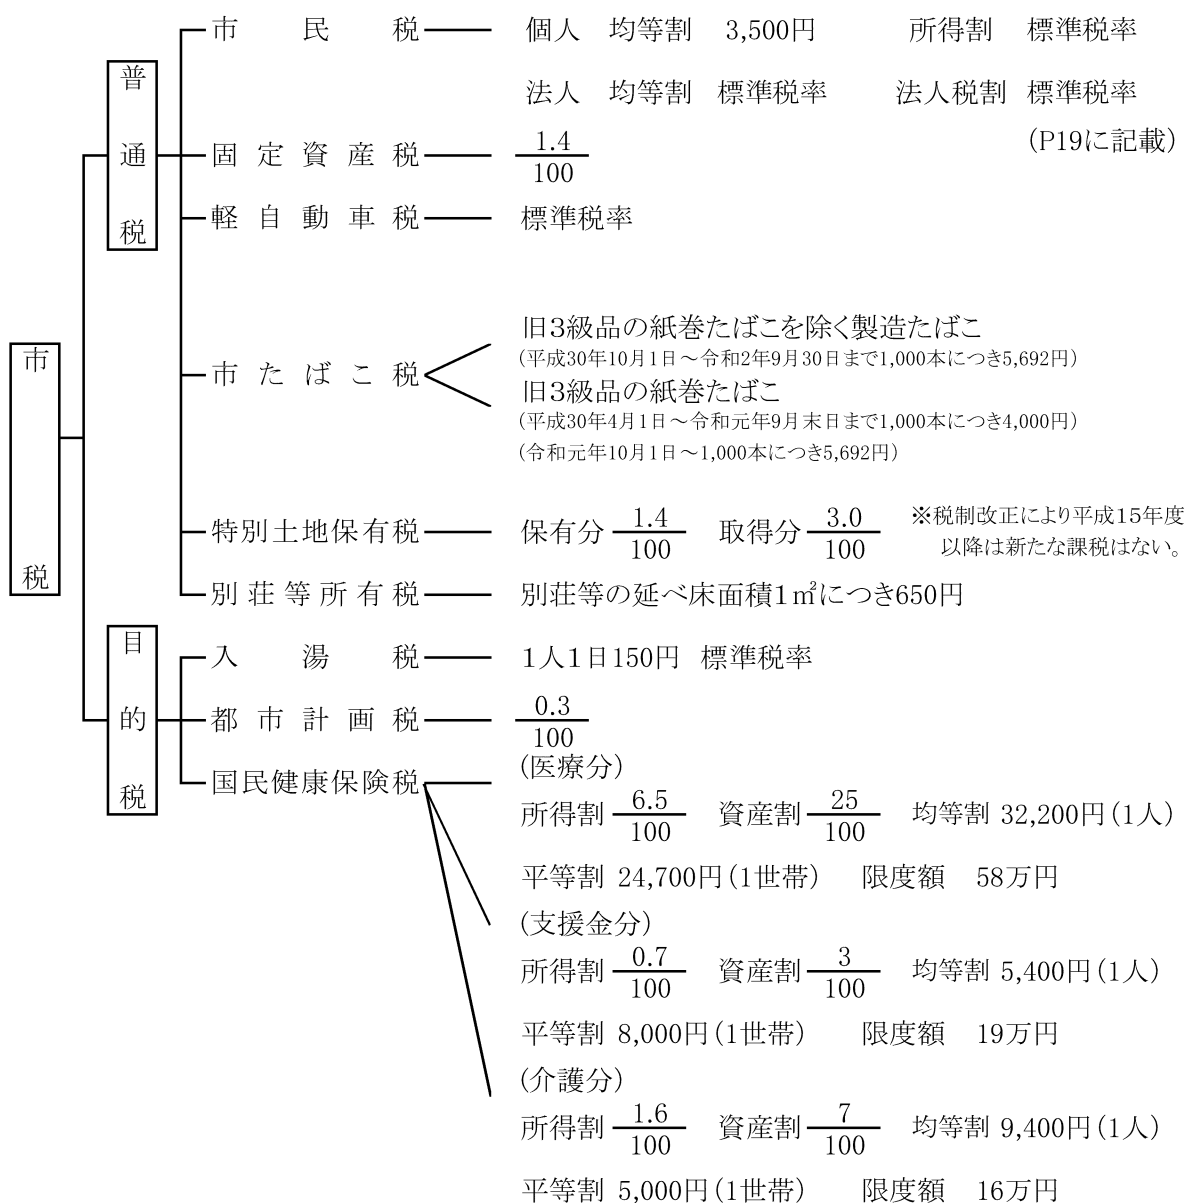 市税
普通税
市民税 個人 均等割 3,500円 所得割 標準税率
法人 均等割 標準税率 法人税割 標準税率
(P19に記載)
固定資産税 1.4/100
軽自動車税 標準税率
市たばこ税
旧3級品の紙巻たばこを除く製造たばこ
(平成30年10月1日～令和2年9月30日まで1,000本につき5,692円)
旧3級品の紙巻たばこ
(平成30年4月1日～令和元年9月末日まで1,000本につき4,000円)
(令和元年10月1日～1,000本につき5,692円)
特別土地保有税 保有分 1.4/100 取得分 3.0/100
※税制改正により平成15年度
以降は新たな課税はない。
別荘等所有税 別荘等の延べ床面積1㎡につき650円
目的税
入湯税 1人1日150円 標準税率
都市計画税 0.3/100
国民健康保険税
(医療分)
所得割 6.5/100 資産割 25/100 均等割 32,200円(1人)
平等割 24,700円(1世帯) 限度額 58万円
(支援金分)
所得割 0.7/100 資産割 3/100 均等割 5,400円(1人)
平等割 8,000円(1世帯) 限度額 19万円
(介護分)
所得割 1.6/100 資産割 7/100 均等割 9,400円(1人)
平等割 5,000円(1世帯) 限度額 16万円